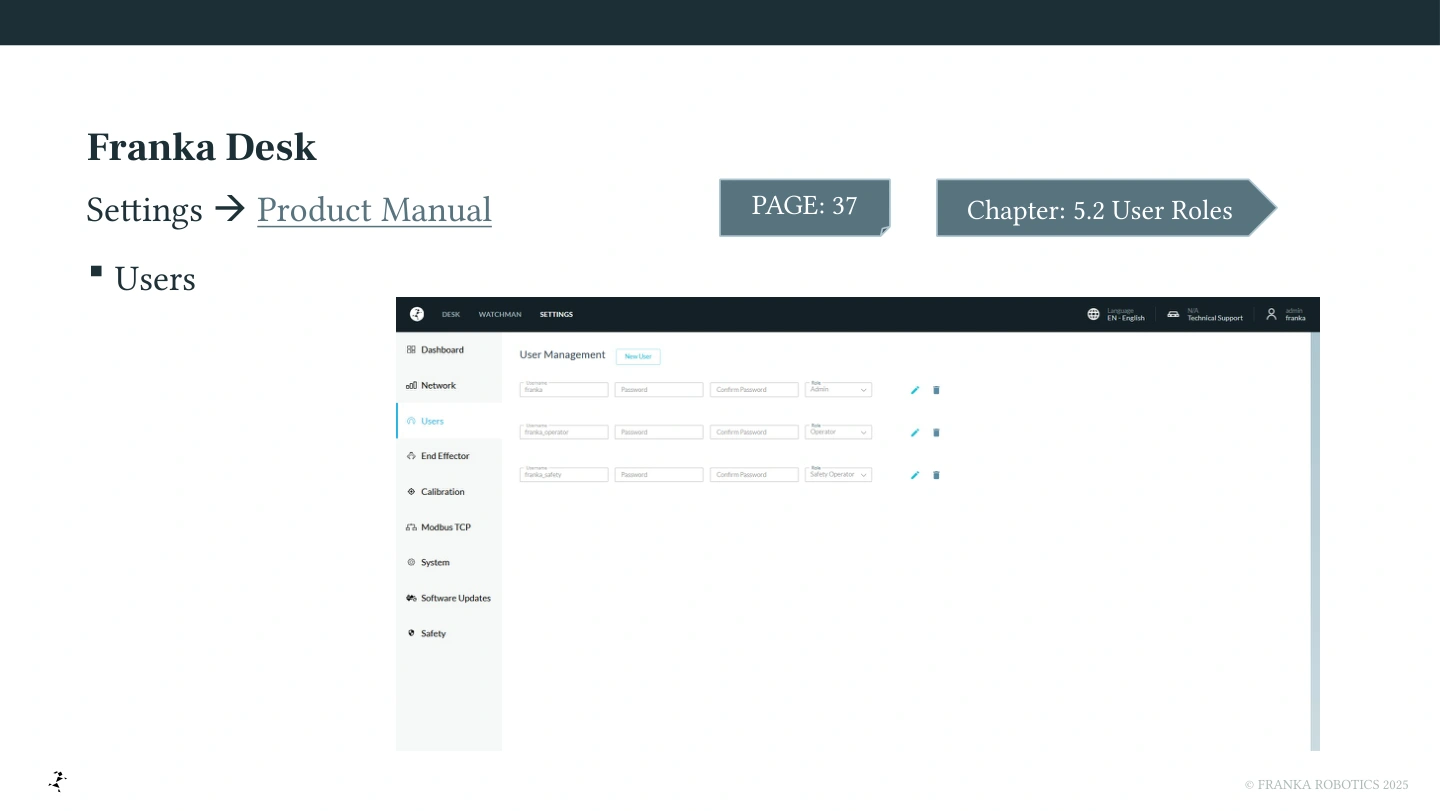 Franka Desk
Settings → Product Manual
PAGE: 37
Chapter: 5.2 User Roles
▪ Users
DESK WATCHMAN SETTINGS
Language
EN - English
N/A
Technical Support
admin
franka
Dashboard
Network
Users
End Effector
Calibration
Modbus TCP
System
Software Updates
Safety
User Management New User
Username
franka
Password
Confirm Password
Role
Admin
Username
franka_operator
Password
Confirm Password
Role
Operator
Username
franka_safety
Password
Confirm Password
Role
Safety Operator
© FRANKA ROBOTICS 2025